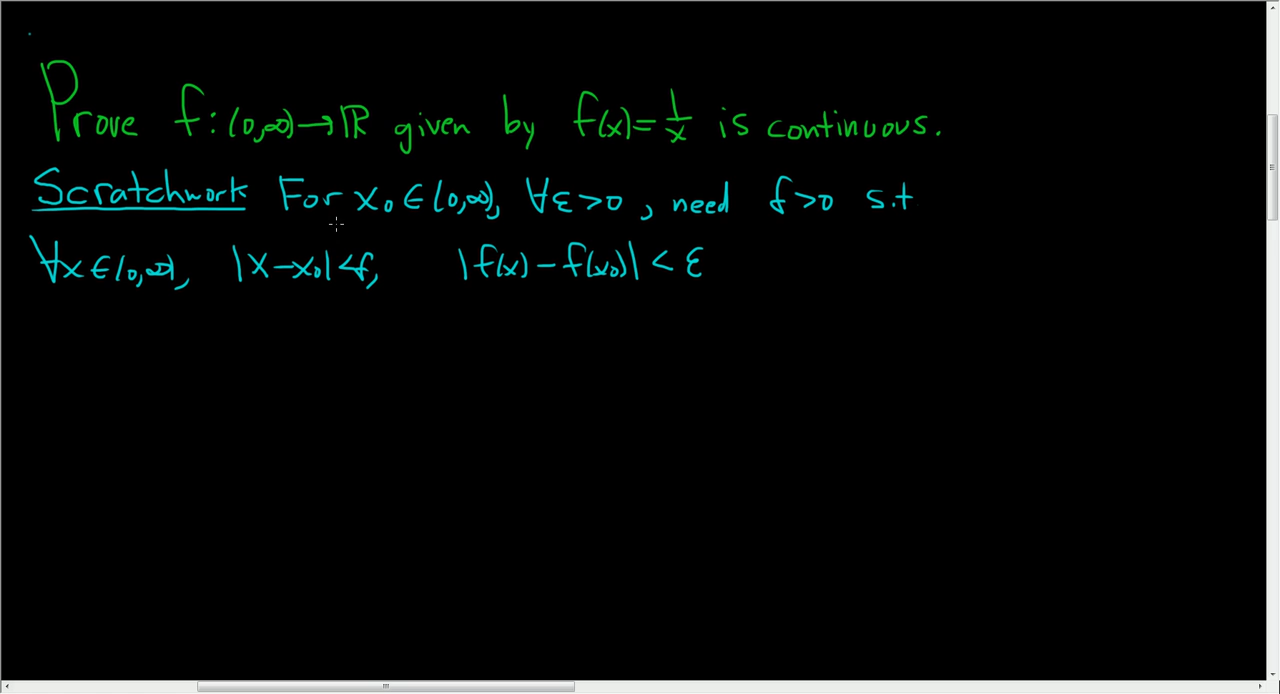 Prove f: (0,∞)→ℝ given by f(x)=1/x is continuous.
Scratchwork For x₀ ∈ (0,∞), ∀ε>0, need δ>0 s.t
∀x ∈ (0,∞), |x-x₀|<δ, |f(x)-f(x₀)| < ε